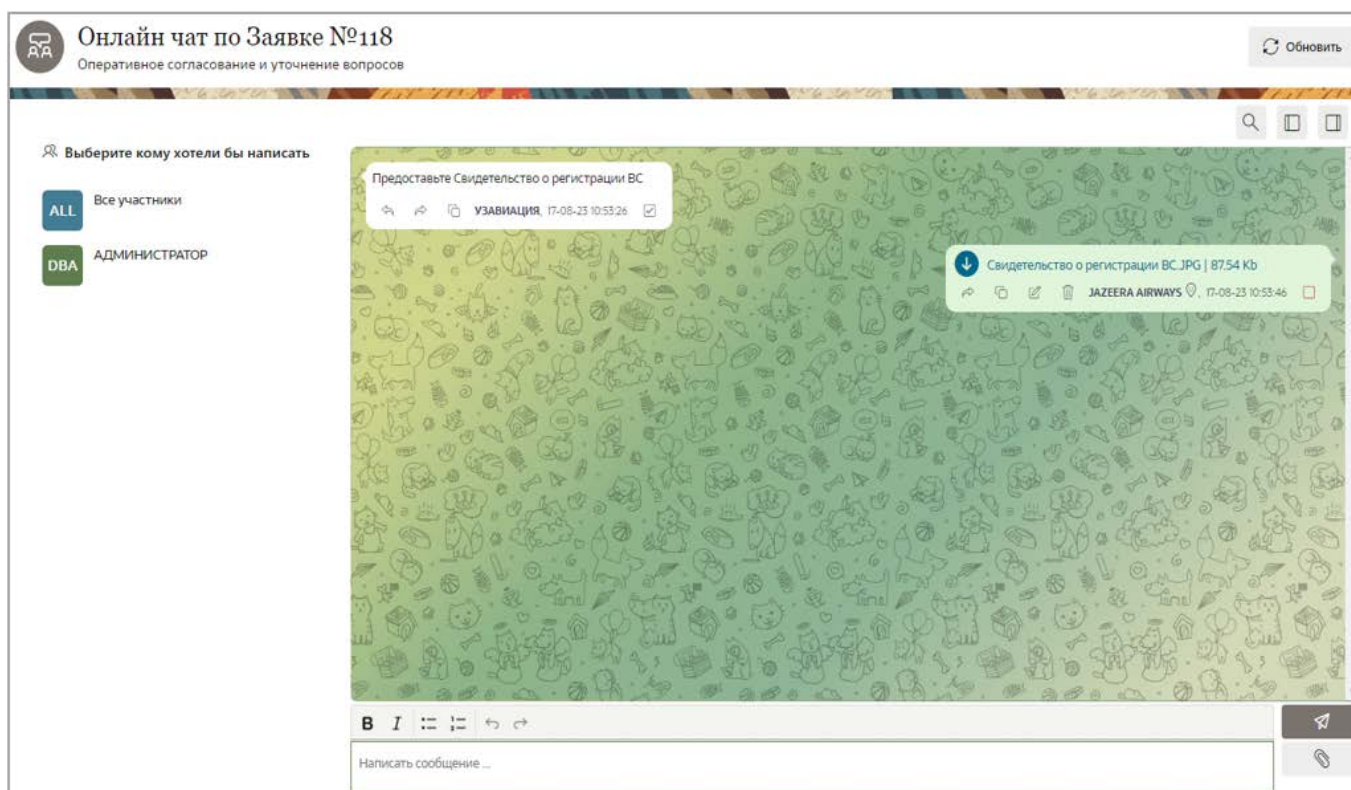 Онлайн чат по Заявке №118
Оперативное согласование и уточнение вопросов
Обновить
Выберите кому хотели бы написать
ALL Все участники
DBA АДМИНИСТРАТОР
Предоставьте Свидетельство о регистрации ВС
УЗАВИАЦИЯ, 17-08-23 10:53:26
Свидетельство о регистрации ВС.JPG | 87.54 Kb
JAZEERA AIRWAYS, 17-08-23 10:53:46
B I
Написать сообщение ...